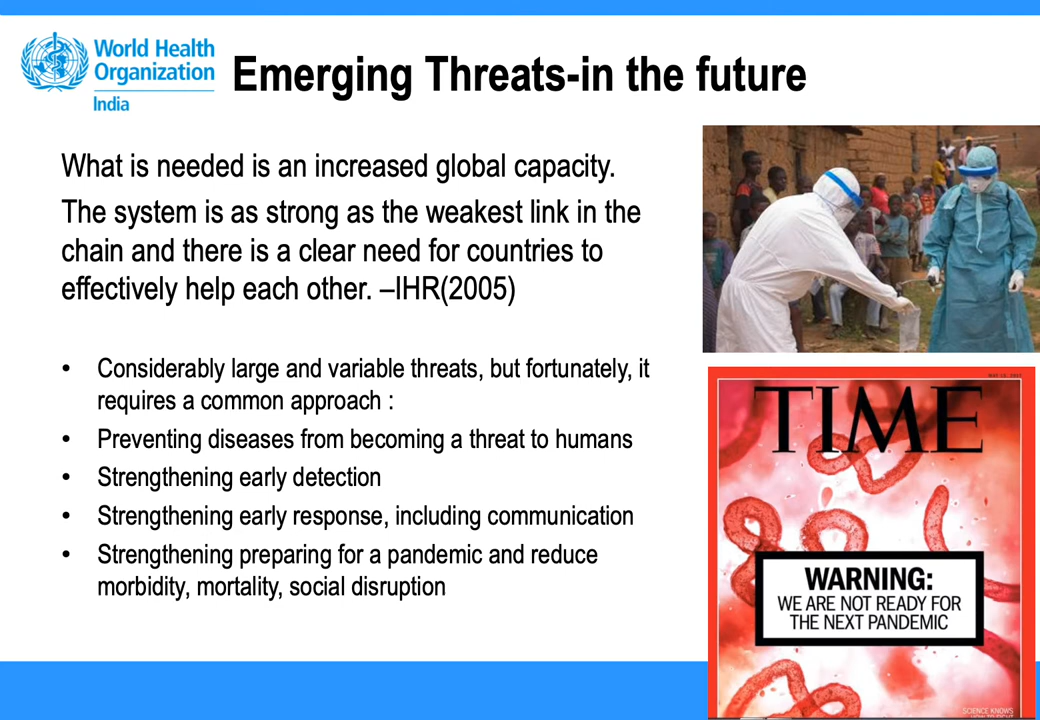 World Health
Organization
India
Emerging Threats-in the future
What is needed is an increased global capacity.
The system is as strong as the weakest link in the
chain and there is a clear need for countries to
effectively help each other. –IHR(2005)
• Considerably large and variable threats, but fortunately, it
requires a common approach :
• Preventing diseases from becoming a threat to humans
• Strengthening early detection
• Strengthening early response, including communication
• Strengthening preparing for a pandemic and reduce
morbidity, mortality, social disruption
TIME
WARNING:
WE ARE NOT READY FOR
THE NEXT PANDEMIC
SCIENCE KNOWS